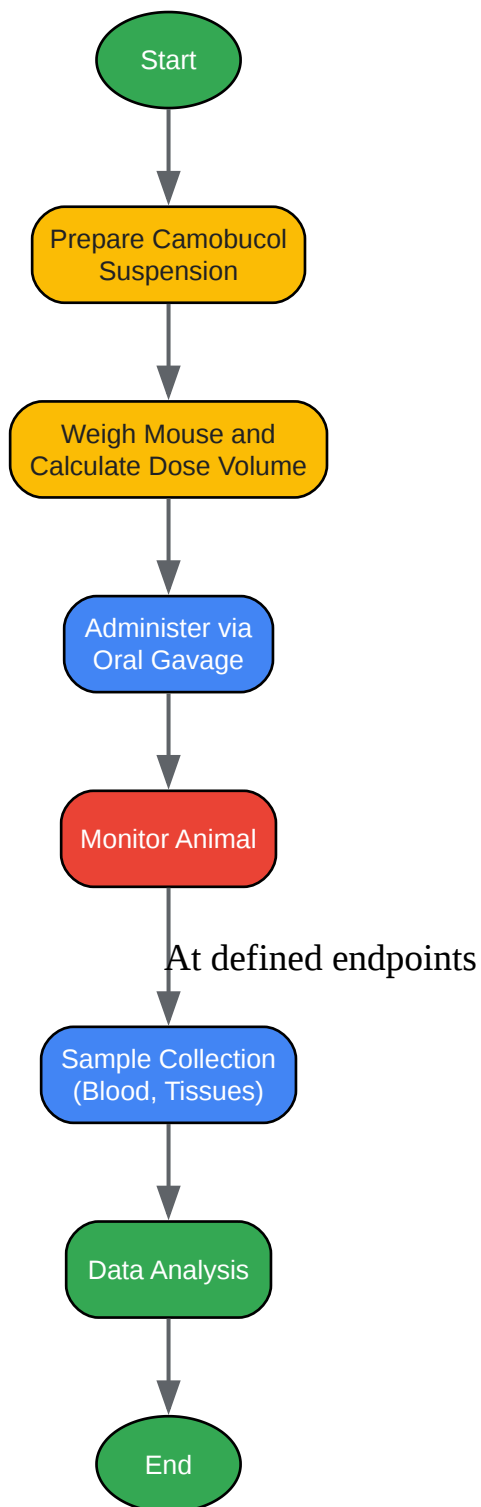 Start
Prepare Camobucol
Suspension
Weigh Mouse and
Calculate Dose Volume
Administer via
Oral Gavage
Monitor Animal
At defined endpoints
Sample Collection
(Blood, Tissues)
Data Analysis
End